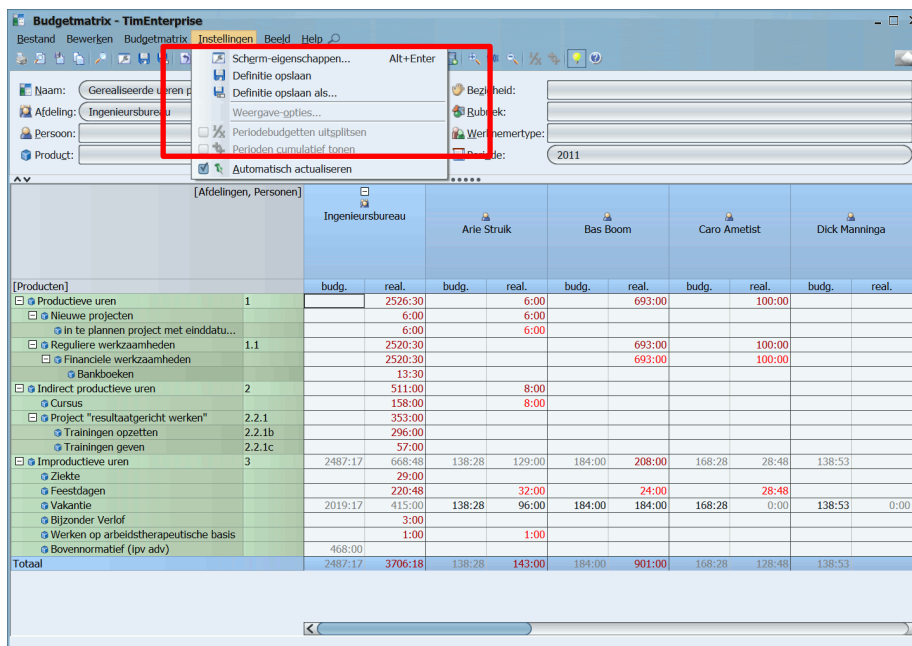 Budgetmatrix - TimEnterprise
Bestand Bewerken Budgetmatrix Instellingen Beeld Help
Scherm-eigenschappen... Alt+Enter
Definitie opslaan
Definitie opslaan als...
Weergave-opties...
Periodebudgetten uitsplitsen
Perioden cumulatief tonen
Automatisch actualiseren
Naam: Gerealiseerde uren p
Afdeling: Ingenieursbureau
Persoon:
Product:
Rub
Werknemertype:
2011
[Afdelingen, Personen] Ingenieursbureau Arie Struik Bas Boom Caro Ametist Dick Manninga
[Producten] budg. real. budg. real. budg. real. budg. real. budg. real.
Productieve uren 1 2526:30 6:00 693:00 100:00
Nieuwe projecten 6:00 6:00
in te plannen project met einddatu... 6:00 6:00
Reguliere werkzaamheden 1.1 2520:30 693:00 100:00
Financiele werkzaamheden 2520:30 693:00 100:00
Bankboeken 13:30
Indirect productieve uren 2 511:00 8:00
Cursus 158:00 8:00
Project "resultaatgericht werken" 2.2.1 353:00
Trainingen opzetten 2.2.1b 296:00
Trainingen geven 2.2.1c 57:00
Improductieve uren 3 2487:17 668:48 138:28 129:00 184:00 208:00 168:28 28:48 138:53
Ziekte 29:00
Feestdagen 220:48 32:00 24:00 28:48
Vakantie 2019:17 415:00 138:28 96:00 184:00 184:00 168:28 0:00 138:53 0:00
Bijzonder Verlof 3:00
Werken op arbeidstherapeutische basis 1:00 1:00
Bovennormatief (ipv adv) 468:00
Totaal 2487:17 3706:18 138:28 143:00 184:00 901:00 168:28 128:48 138:53